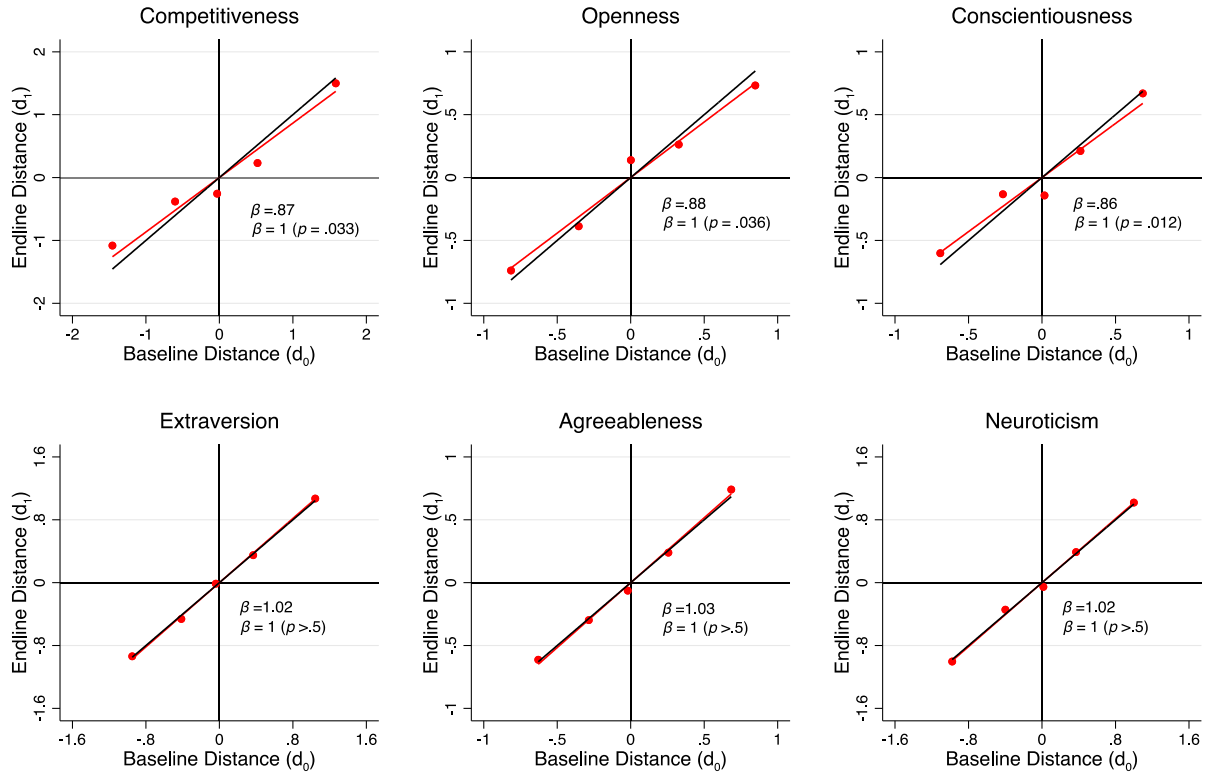 Competitiveness
Endline Distance (d1)
2
1
0
-1
-2
β =.87
β = 1 (p = .033)
-2
-1
0
1
2
Baseline Distance (d0)
Openness
Endline Distance (d1)
1
.5
0
-.5
-1
β =.88
β = 1 (p = .036)
-1
-.5
0
.5
1
Baseline Distance (d0)
Conscientiousness
Endline Distance (d1)
1
.5
0
-.5
-1
β =.86
β = 1 (p = .012)
-1
-.5
0
.5
1
Baseline Distance (d0)
Extraversion
Endline Distance (d1)
1.6
.8
0
-.8
-1.6
β =1.02
β = 1 (p >.5)
-1.6
-.8
0
.8
1.6
Baseline Distance (d0)
Agreeableness
Endline Distance (d1)
1
.5
0
-.5
-1
β =1.03
β = 1 (p >.5)
-1
-.5
0
.5
1
Baseline Distance (d0)
Neuroticism
Endline Distance (d1)
1.6
.8
0
-.8
-1.6
β =1.02
β = 1 (p >.5)
-1.6
-.8
0
.8
1.6
Baseline Distance (d0)